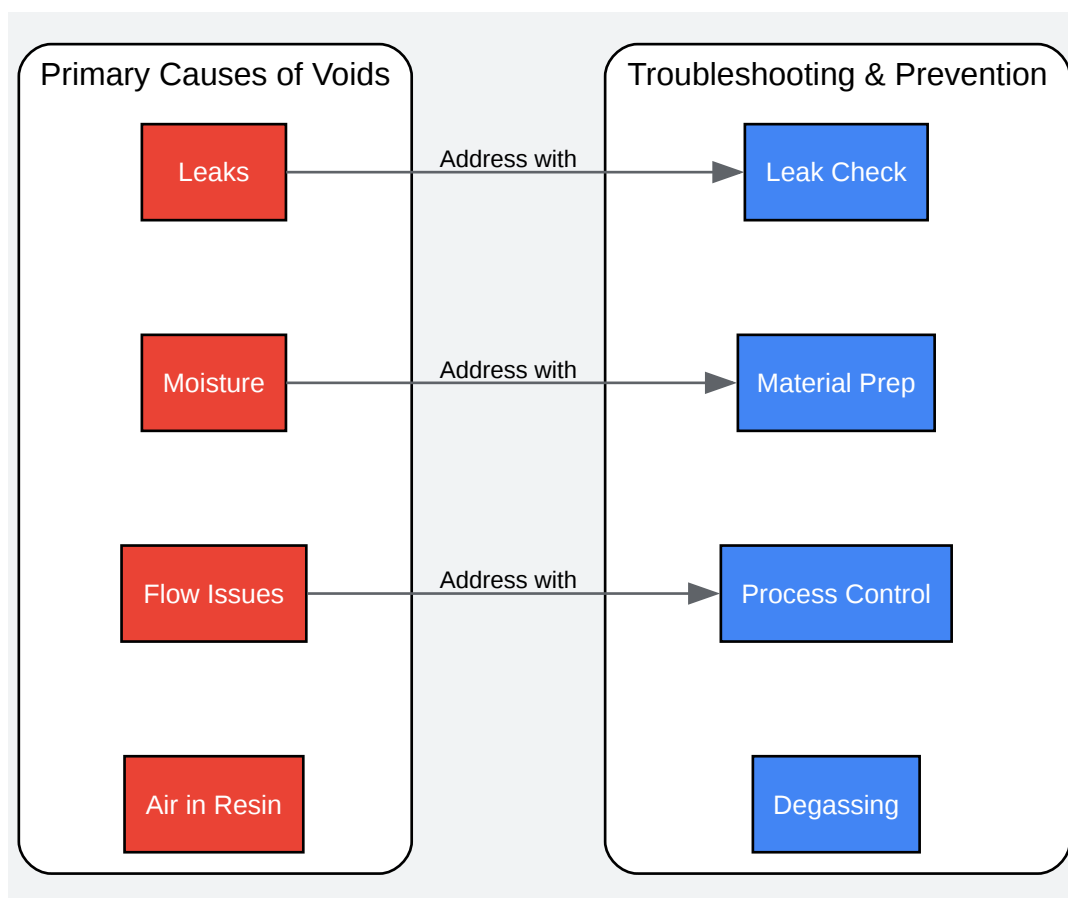 Primary Causes of Voids
Troubleshooting & Prevention
Leaks
Address with
Leak Check
Moisture
Address with
Material Prep
Flow Issues
Address with
Process Control
Air in Resin
Degassing